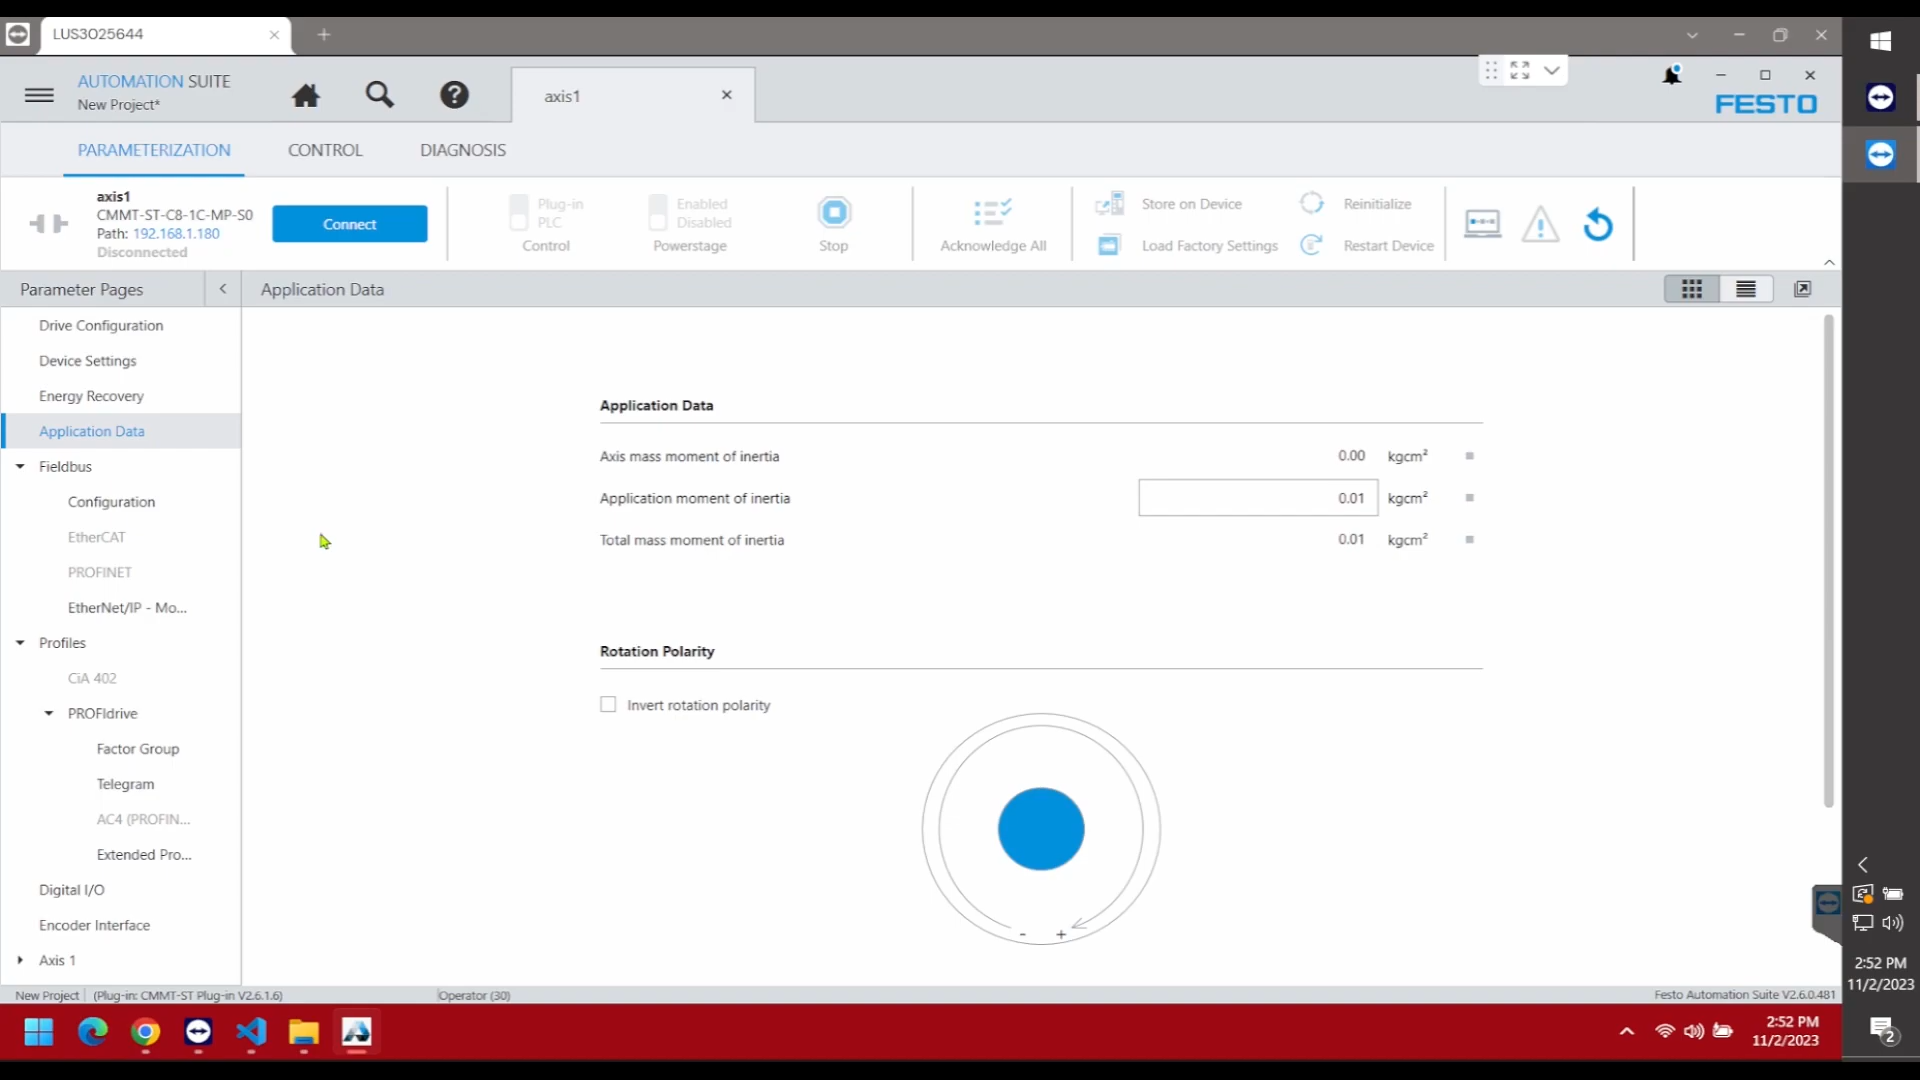 LUS3O25644
AUTOMATION SUITE
New Project*
axis1
FESTO
PARAMETERIZATION
CONTROL
DIAGNOSIS
axis1
CMMT-ST-C8-1C-MP-S0
Path: 192.168.1.180
Disconnected
Connect
Plug-in
PLC
Control
Enabled
Disabled
Powerstage
Stop
Acknowledge All
Store on Device
Load Factory Settings
Reinitialize
Restart Device
Parameter Pages
Application Data
Drive Configuration
Device Settings
Energy Recovery
Application Data
Fieldbus
Configuration
EtherCAT
PROFINET
EtherNet/IP - Mo...
Profiles
CiA 402
PROFIdrive
Factor Group
Telegram
AC4 (PROFIN...
Extended Pro...
Digital I/O
Encoder Interface
Axis 1
Application Data
Axis mass moment of inertia 0.00 kgcm²
Application moment of inertia 0.01 kgcm²
Total mass moment of inertia 0.01 kgcm²
Rotation Polarity
Invert rotation polarity
- +
New Project (Plug-in: CMMT-ST Plug-in V2.6.1.6) Operator (30) Festo Automation Suite V2.6.0.481
2:52 PM
11/2/2023
2:52 PM
11/2/2023
2